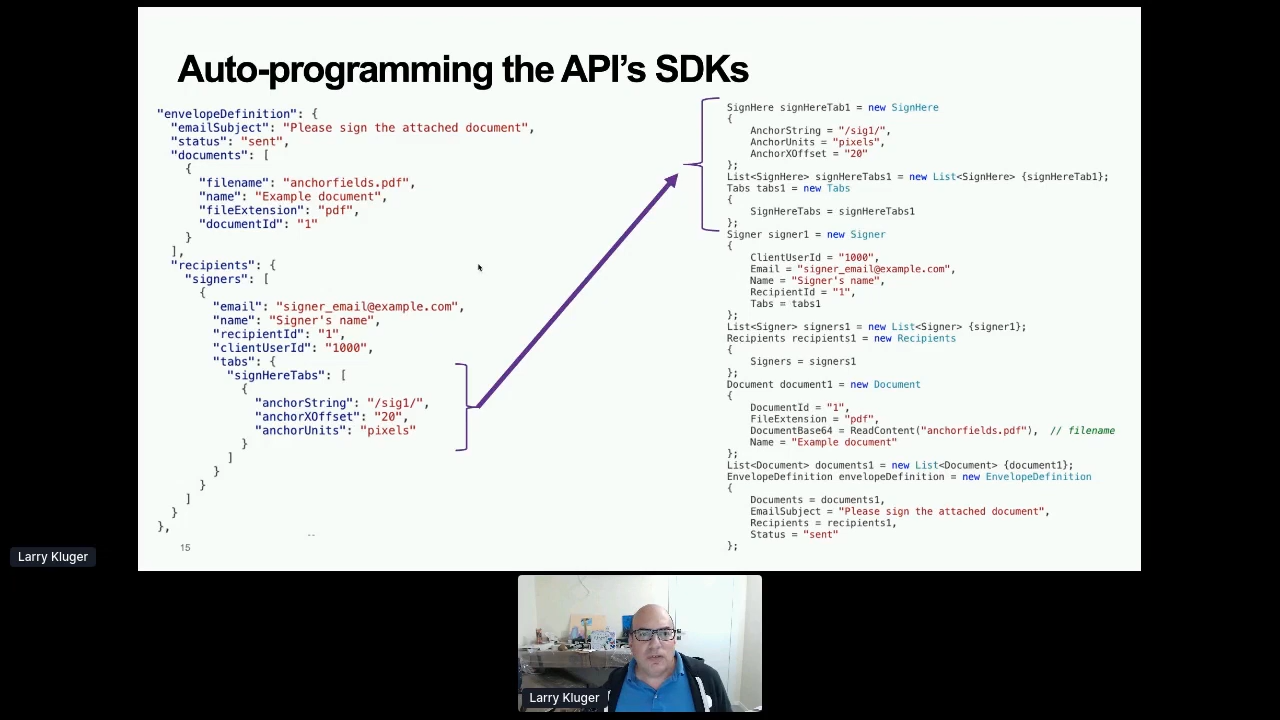 Auto-programming the API's SDKs
"envelopeDefinition": {
"emailSubject": "Please sign the attached document",
"status": "sent",
"documents": [
{
"filename": "anchorfields.pdf",
"name": "Example document",
"fileExtension": "pdf",
"documentId": "1"
}
],
"recipients": {
"signers": [
{
"email": "signer_email@example.com",
"name": "Signer's name",
"recipientId": "1",
"clientUserId": "1000",
"tabs": {
"signHereTabs": [
{
"anchorString": "/sig1/",
"anchorXOffset": "20",
"anchorUnits": "pixels"
}
]
}
}
]
}
},
15
SignHere signHereTab1 = new SignHere
{
AnchorString = "/sig1/",
AnchorUnits = "pixels",
AnchorXOffset = "20"
};
List<SignHere> signHereTabs1 = new List<SignHere> {signHereTab1};
Tabs tabs1 = new Tabs
{
SignHereTabs = signHereTabs1
};
Signer signer1 = new Signer
{
ClientUserId = "1000",
Email = "signer_email@example.com",
Name = "Signer's name",
RecipientId = "1",
Tabs = tabs1
};
List<Signer> signers1 = new List<Signer> {signer1};
Recipients recipients1 = new Recipients
{
Signers = signers1
};
Document document1 = new Document
{
DocumentId = "1",
FileExtension = "pdf",
DocumentBase64 = ReadContent("anchorfields.pdf"),  // filename
Name = "Example document"
};
List<Document> documents1 = new List<Document> {document1};
EnvelopeDefinition envelopeDefinition = new EnvelopeDefinition
{
Documents = documents1,
EmailSubject = "Please sign the attached document",
Recipients = recipients1,
Status = "sent"
};
Larry Kluger
Larry Kluger